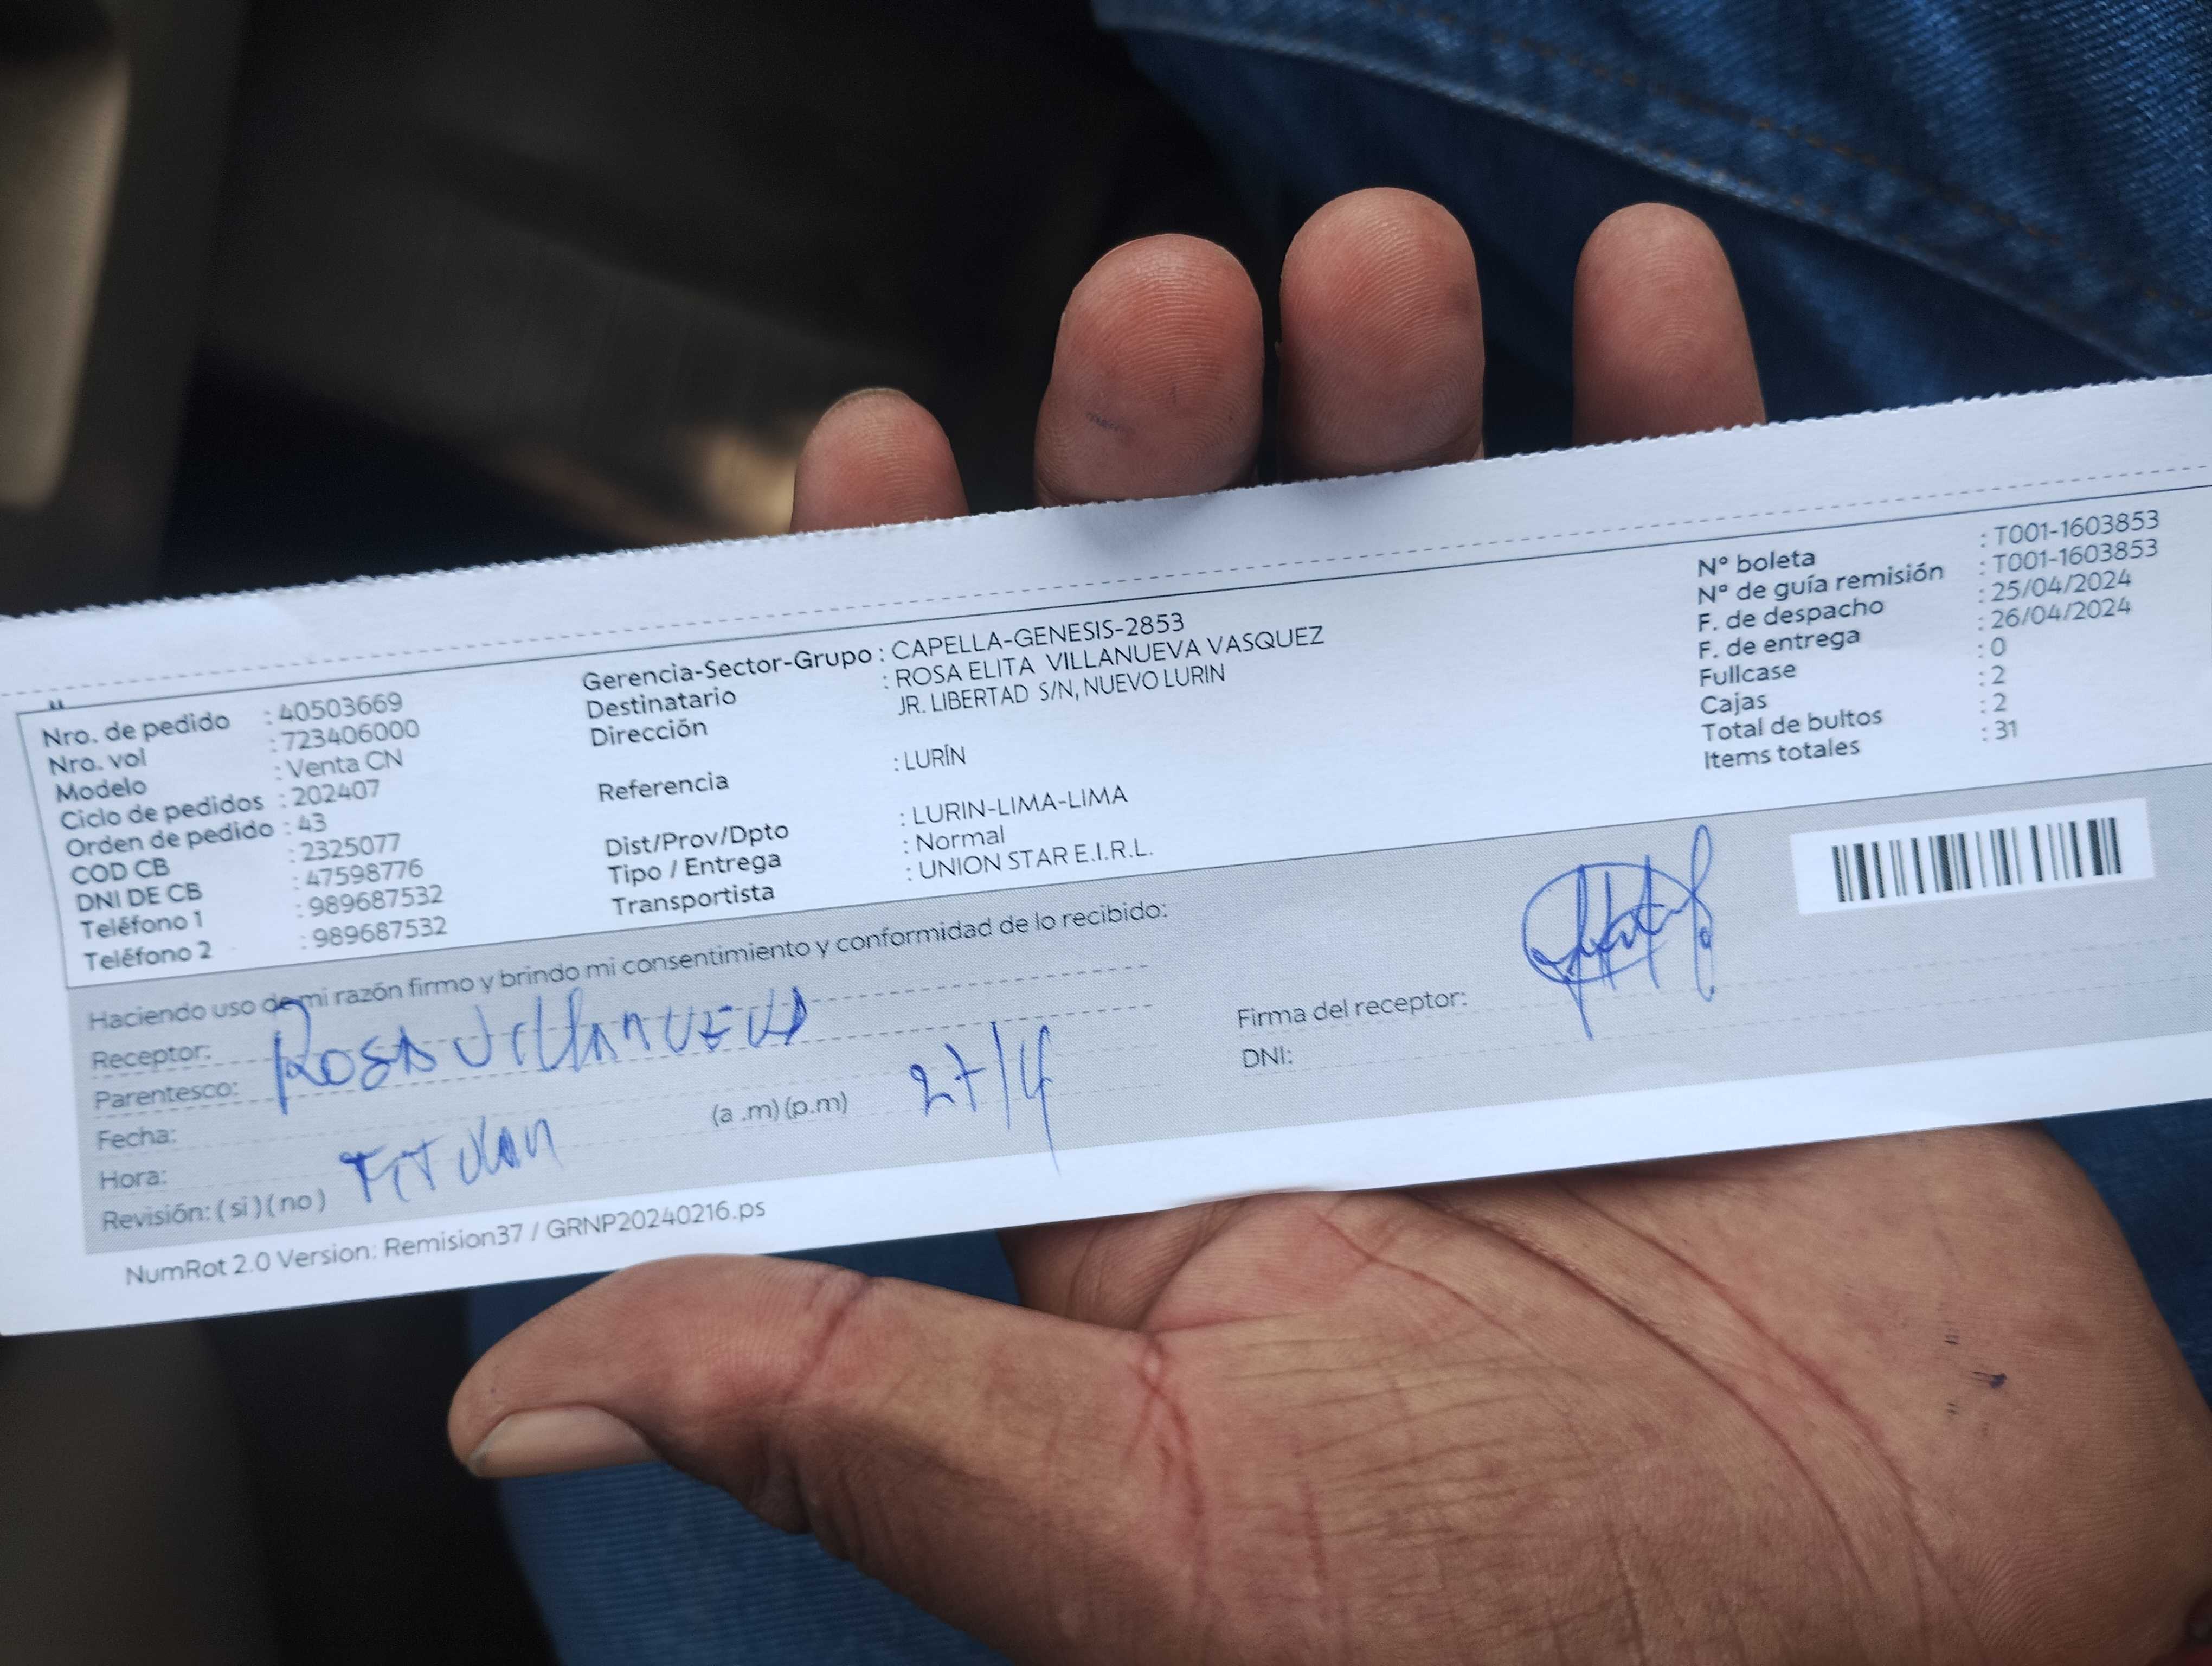 Nro. de pedido : 40503669
Nro. vol : 723406000
Modelo : Venta CN
Ciclo de pedidos : 202407
Orden de pedido : 43
COD CB : 2325077
DNI DE CB : 47598776
Teléfono 1 : 989687532
Teléfono 2 : 989687532
Gerencia-Sector-Grupo : CAPELLA-GENESIS-2853
Destinatario : ROSA ELITA VILLANUEVA VASQUEZ
Dirección JR. LIBERTAD S/N, NUEVO LURIN
Referencia : LURÍN
Dist/Prov/Dpto : LURIN-LIMA-LIMA
Tipo / Entrega : Normal
Transportista : UNION STAR E.I.R.L.
Nº boleta : T001-1603853
Nº de guía remisión : T001-1603853
F. de despacho : 25/04/2024
F. de entrega : 26/04/2024
Fullcase : 0
Cajas : 2
Total de bultos : 2
Items totales : 31
Haciendo uso de mi razón firmo y brindo mi consentimiento y conformidad de lo recibido:
Receptor: Rosa Villanueva
Parentesco:
Fecha:
Hora: (a .m) (p.m) 27/4
Revisión: ( si ) ( no ) Titular
Firma del receptor:
DNI:
NumRot 2.0 Version: Remision37 / GRNP20240216.ps